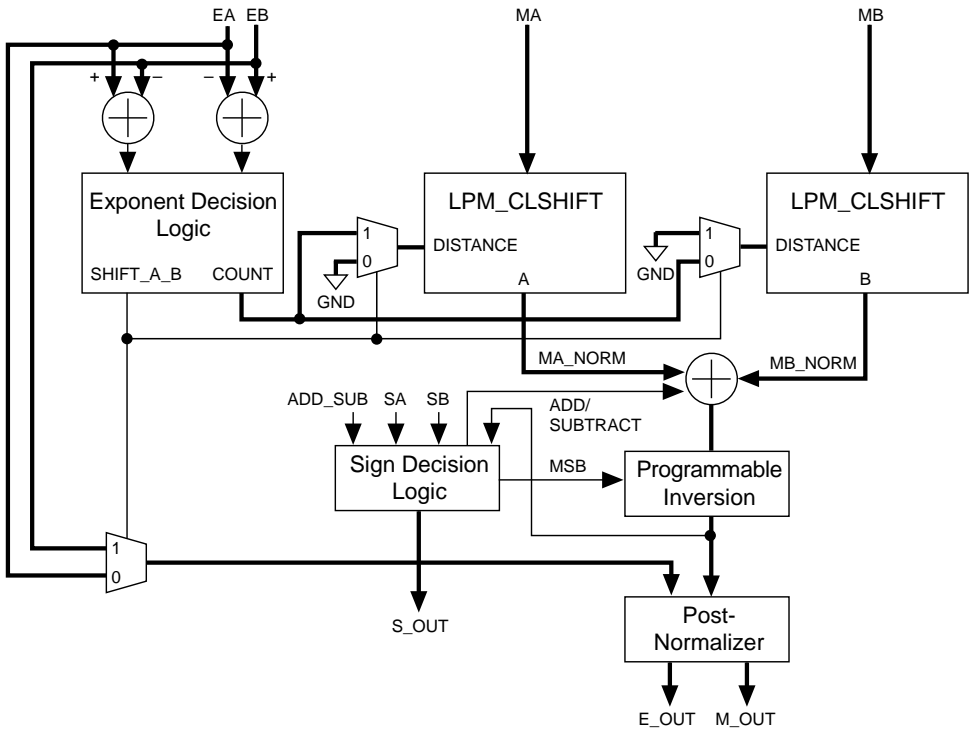 EA EB MA MB
+ – – +
Exponent Decision
Logic
SHIFT_A_B COUNT
LPM_CLSHIFT
DISTANCE
A
LPM_CLSHIFT
DISTANCE
B
1
0
GND
1
0
GND
MA_NORM
MB_NORM
ADD_SUB SA SB
ADD/
SUBTRACT
Sign Decision
Logic
MSB
Programmable
Inversion
1
0
S_OUT
Post-
Normalizer
E_OUT M_OUT